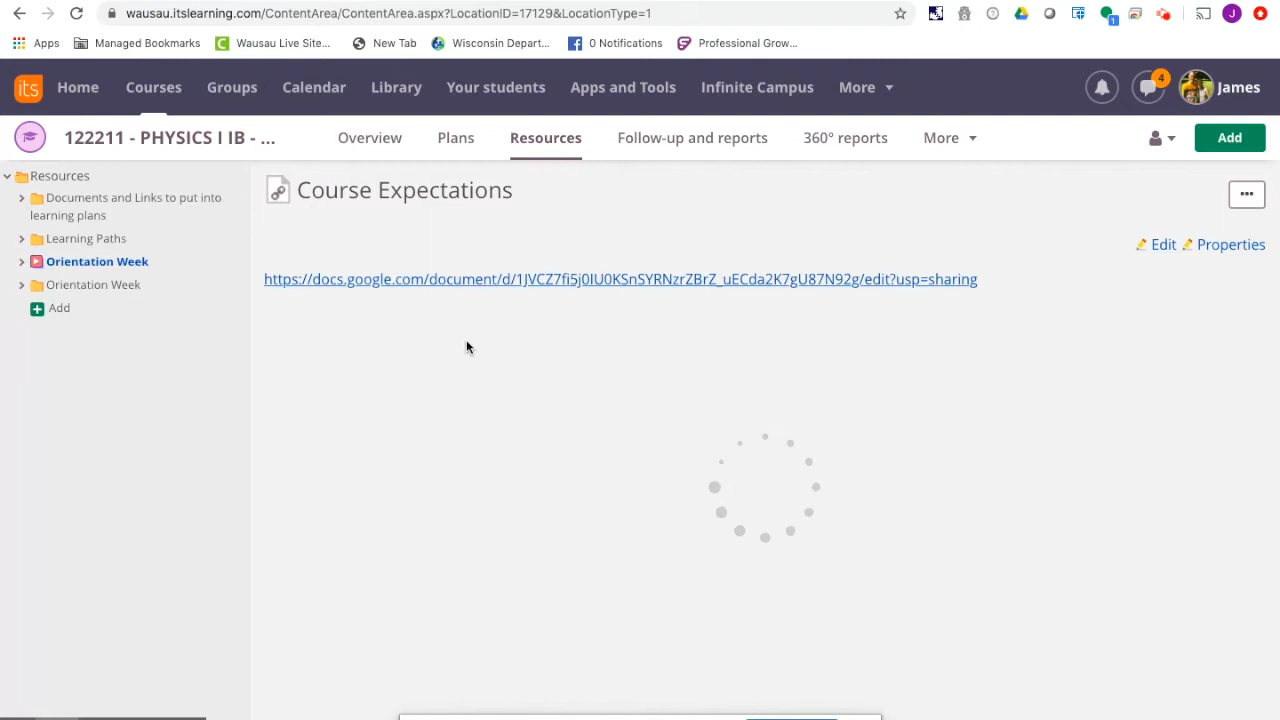 wausau.itslearning.com/ContentArea/ContentArea.aspx?LocationID=17129&LocationType=1
Apps Managed Bookmarks Wausau Live Site... New Tab Wisconsin Depart... 0 Notifications Professional Grow...
its Home Courses Groups Calendar Library Your students Apps and Tools Infinite Campus More 4 James
122211 - PHYSICS I IB - ... Overview Plans Resources Follow-up and reports 360° reports More Add
Resources
Documents and Links to put into
learning plans
Learning Paths
Orientation Week
Orientation Week
Add
Course Expectations
...
Edit Properties
https://docs.google.com/document/d/1JVCZ7fi5j0IU0KSnSYRNzrZBrZ_uECda2K7gU87N92g/edit?usp=sharing